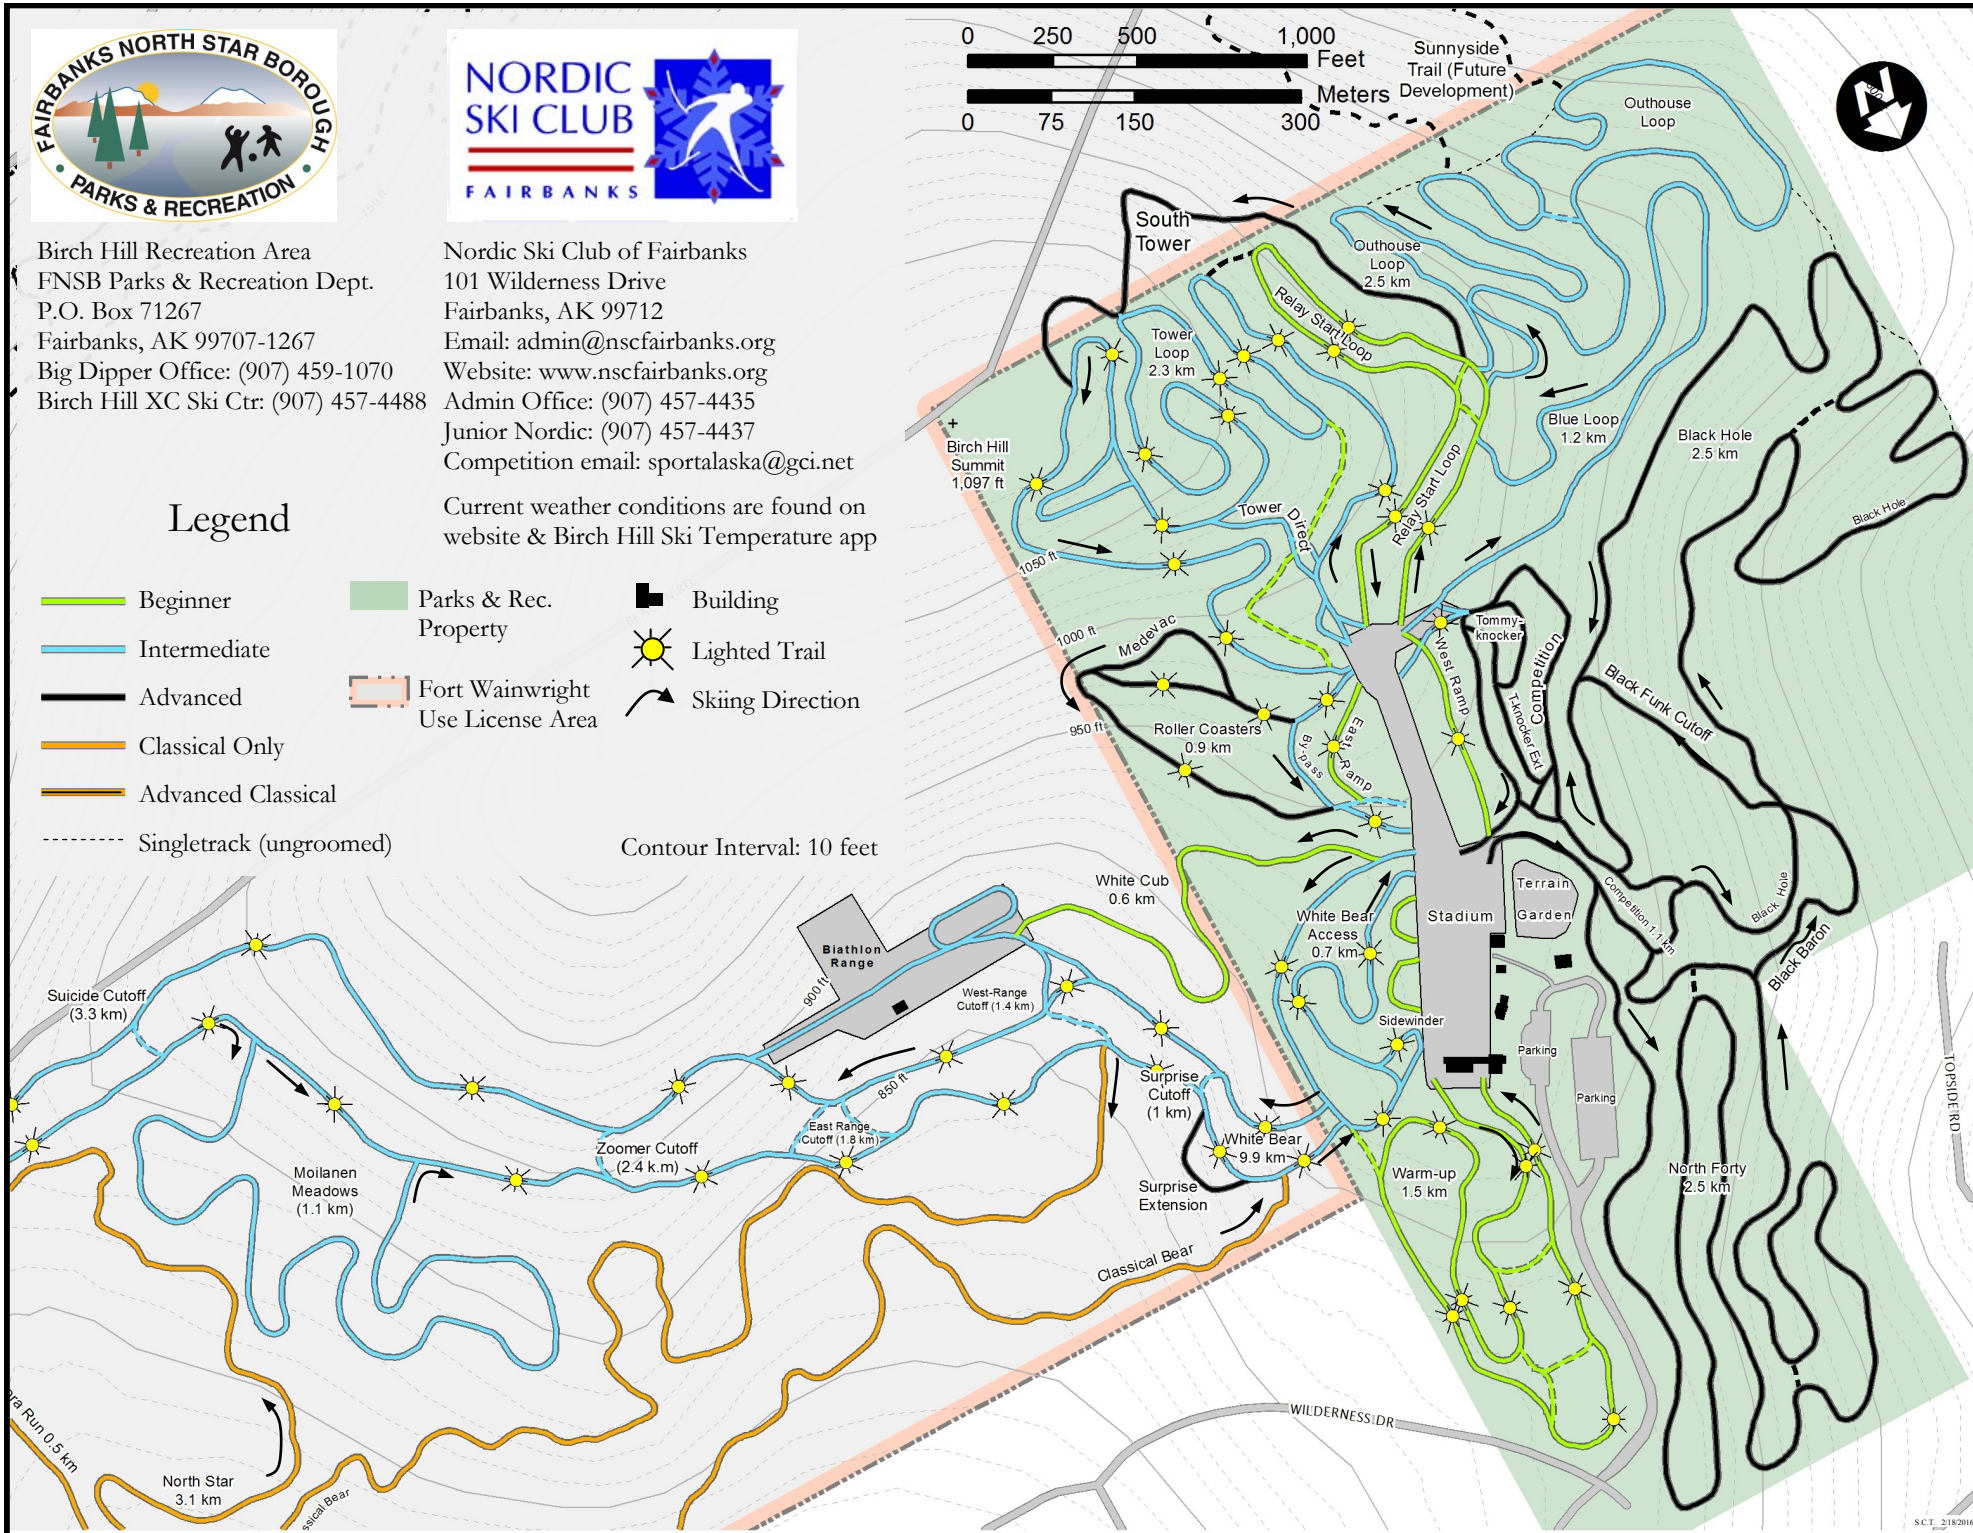 FAIRBANKS NORTH STAR BOROUGH
PARKS & RECREATION
NORDIC
SKI CLUB
FAIRBANKS
Birch Hill Recreation Area
FNSB Parks & Recreation Dept.
P.O. Box 71267
Fairbanks, AK 99707-1267
Big Dipper Office: (907) 459-1070
Birch Hill XC Ski Ctr: (907) 457-4488
Nordic Ski Club of Fairbanks
101 Wilderness Drive
Fairbanks, AK 99712
Email: admin@nscfairbanks.org
Website: www.nscfairbanks.org
Admin Office: (907) 457-4435
Junior Nordic: (907) 457-4437
Competition email: sportalaska@gci.net
Current weather conditions are found on
website & Birch Hill Ski Temperature app
Legend
Beginner
Intermediate
Advanced
Classical Only
Advanced Classical
Singletrack (ungroomed)
Parks & Rec.
Property
Fort Wainwright
Use License Area
Building
Lighted Trail
Skiing Direction
Contour Interval: 10 feet
0 250 500 1,000
Feet
Meters
0 75 150 300
Sunnyside
Trail (Future
Development)
N
Outhouse
Loop
South
Tower
Outhouse
Loop
2.5 km
Relay Start Loop
Tower
Loop
2.3 km
Birch Hill
Summit
1,097 ft
Blue Loop
1.2 km
Black Hole
2.5 km
Black Hole
Relay Start Loop
Tower Direct
1050 ft
1000 ft
950 ft
Medevac
Roller Coasters
0.9 km
By-pass
East Ramp
West Ramp
Tommy-
knocker
T-knocker Ext
Competition
Black Funk Cutoff
White Cub
0.6 km
White Bear
Access
0.7 km
Stadium
Terrain
Garden
Competition 1.1 km
Black Hole
Black Baron
Biathlon
Range
900 ft
West-Range
Cutoff (1.4 km)
Suicide Cutoff
(3.3 km)
Sidewinder
Parking
Parking
TOPSIDE RD
850 ft
Surprise
Cutoff
(1 km)
East Range
Cutoff (1.8 km)
Zoomer Cutoff
(2.4 k.m)
White Bear
9.9 km
Moilanen
Meadows
(1.1 km)
Surprise
Extension
Warm-up
1.5 km
North Forty
2.5 km
Classical Bear
WILDERNESS DR
Run 0.5 km
North Star
3.1 km
Bear
S.C.T. 2/18/2016